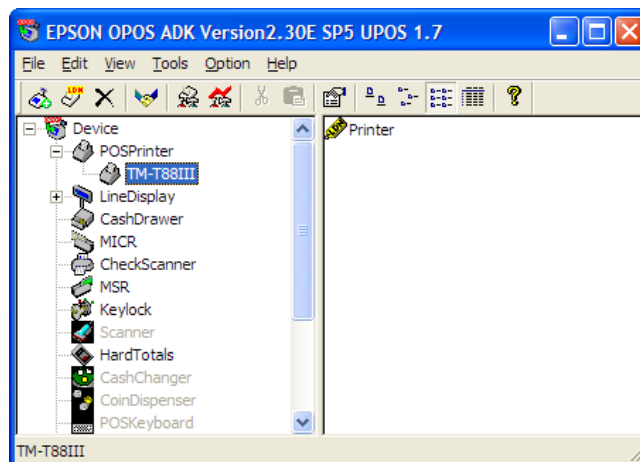 EPSON OPOS ADK Version2.30E SP5 UPOS 1.7
File Edit View Tools Option Help
Device
POSPrinter
TM-T88III
LineDisplay
CashDrawer
MICR
CheckScanner
MSR
Keylock
Scanner
HardTotals
CashChanger
CoinDispenser
POSKeyboard
Printer
TM-T88III